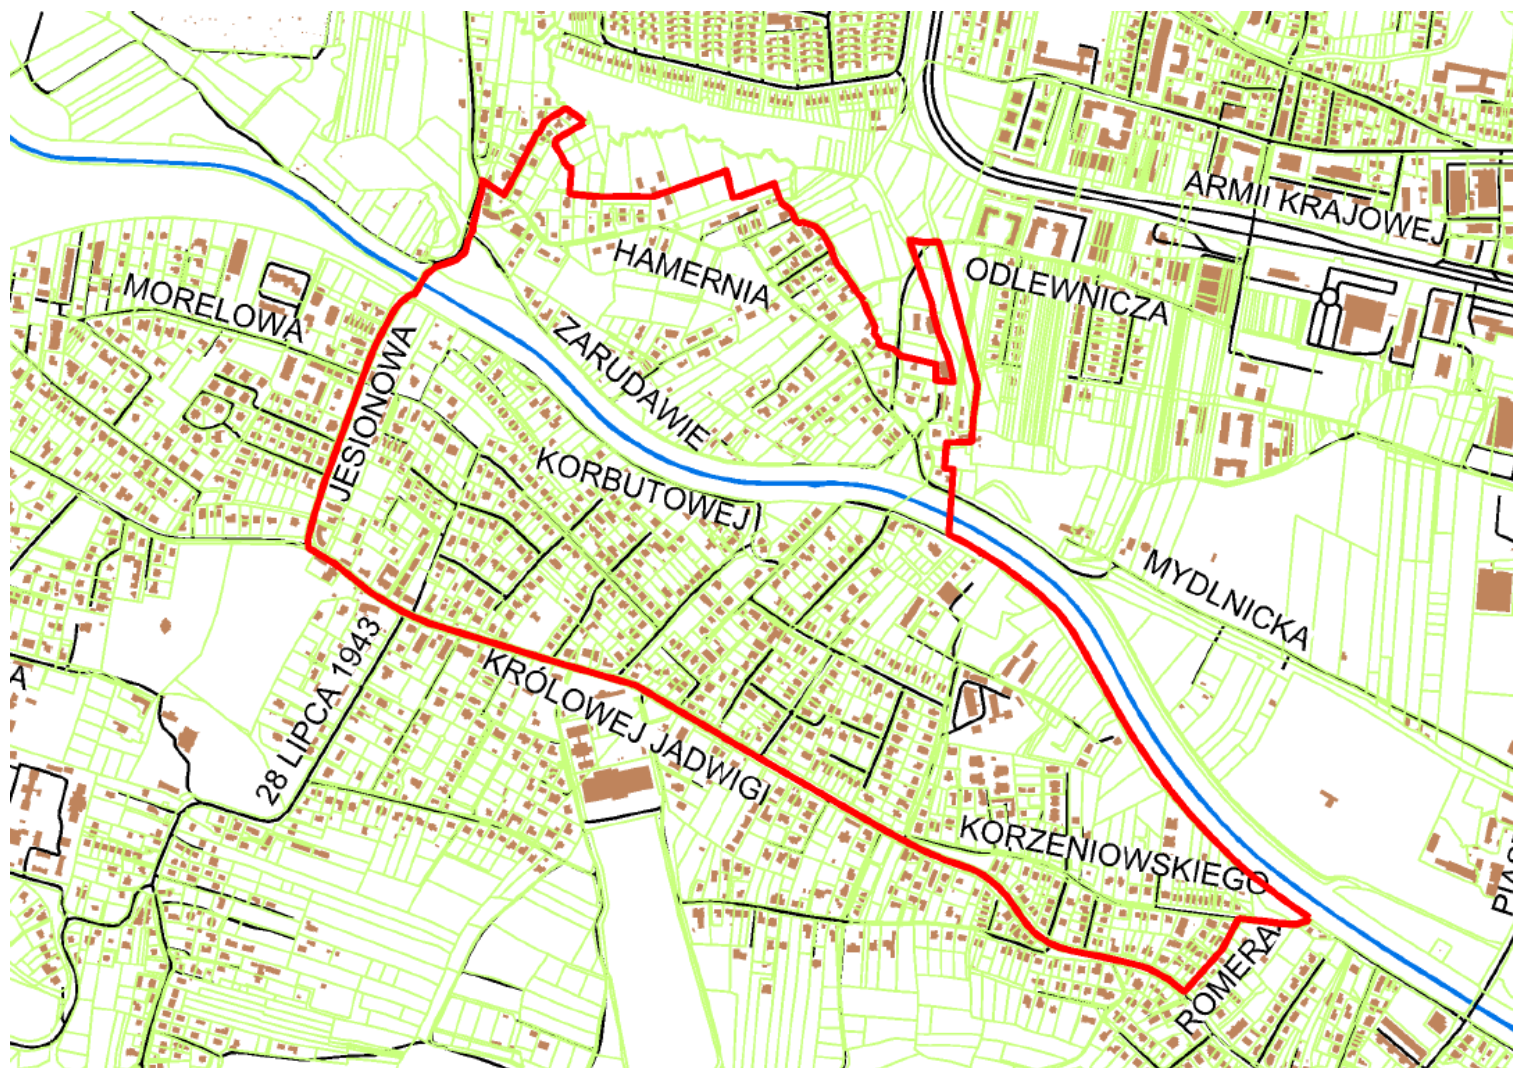 ARMII KRAJOWEJ
HAMERNIA
ODLEWNICZA
MORELOWA
ZARUDAWIE
JESIONOWA
KORBUTOWEJ
MYDLNICKA
28 LIPCA 1943
KRÓLOWEJ JADWIGI
KORZENIOWSKIEGO
ROMERA
A